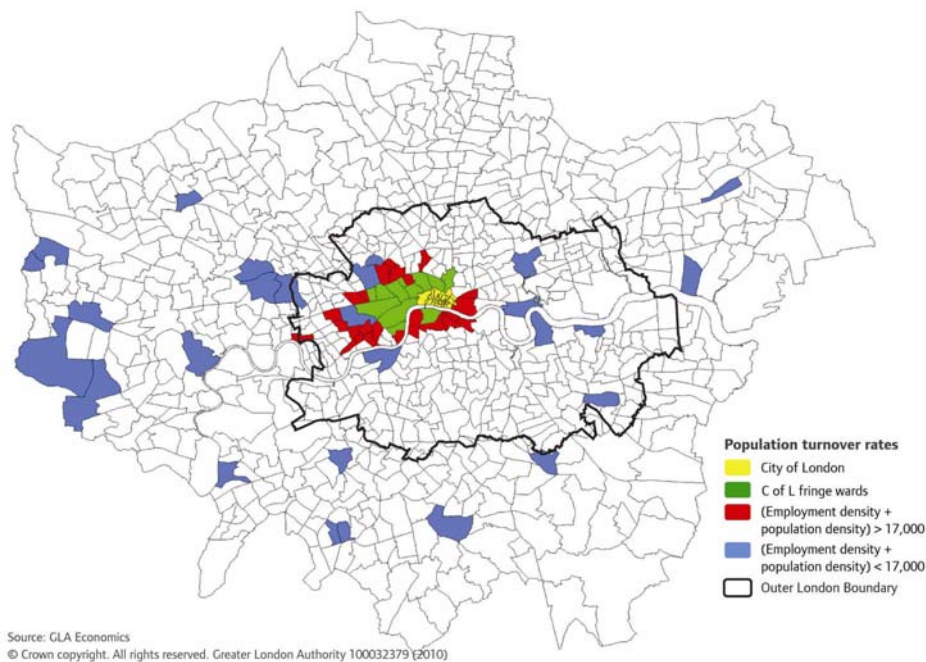 Population turnover rates
City of London
C of L fringe wards
(Employment density +
population density) > 17,000
(Employment density +
population density) < 17,000
Outer London Boundary
Source: GLA Economics
© Crown copyright. All rights reserved. Greater London Authority 100032379 (2010)